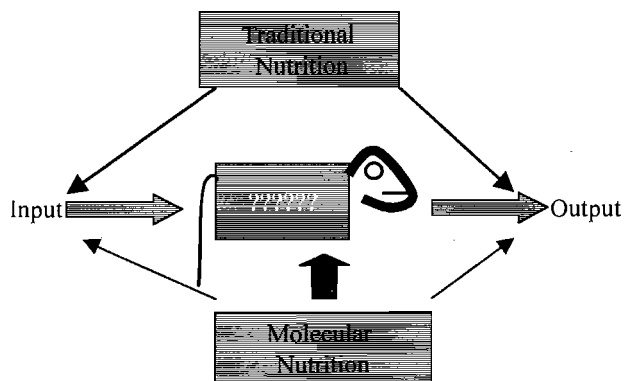 Traditional
Nutrition
Input
??????
Output
Molecular
Nutrition